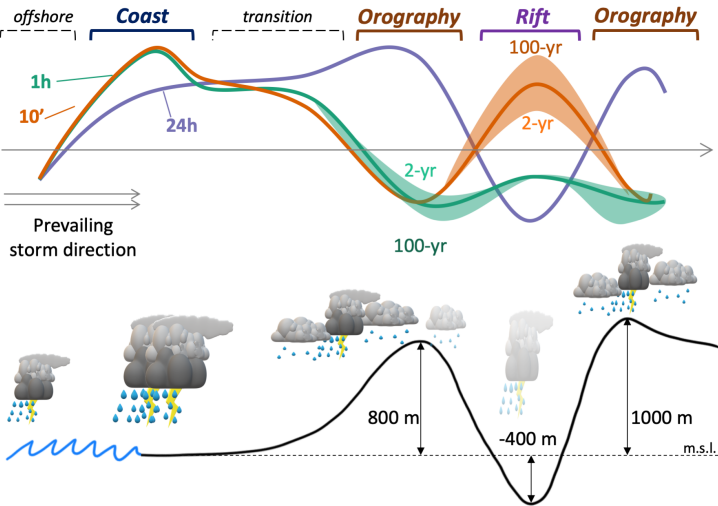 offshore
Coast
transition
Orography
Rift
Orography
100-yr
1h
10’
24h
2-yr
2-yr
100-yr
Prevailing
storm direction
800 m
-400 m
1000 m
m.s.l.